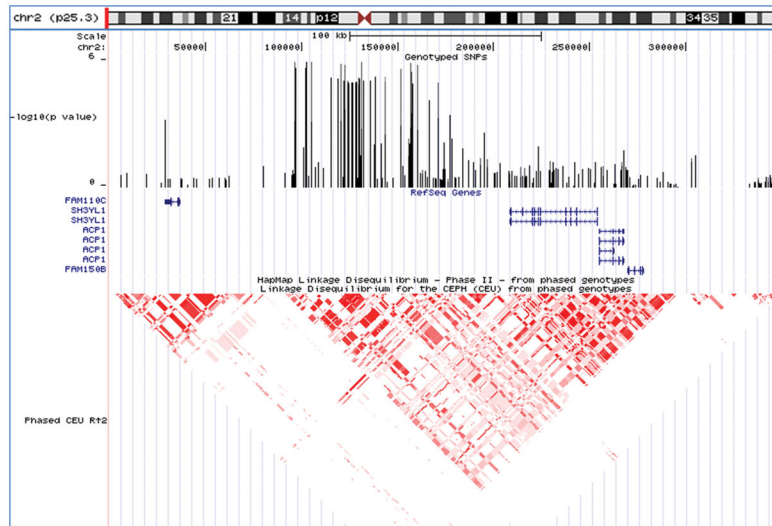 chr2 (p25.3) 21 14 p12 34 35
Scale 100 kb
chr2: 50000 100000 150000 200000 250000 300000
6 _ Genotyped SNPs
-log10(p value)
0 _
RefSeq Genes
FAM110C
SH3YL1
SH3YL1
ACP1
ACP1
ACP1
ACP1
FAM150B
HapMap Linkage Disequilibrium - Phase II - from phased genotypes
Linkage Disequilibrium for the CEPH (CEU) from phased genotypes
Phased CEU R↑2